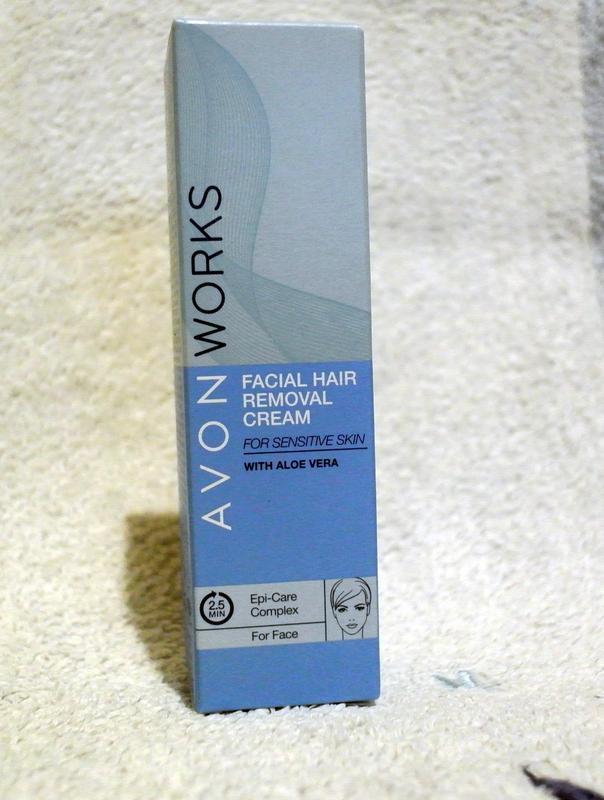 AVON WORKS
FACIAL HAIR
REMOVAL
CREAM
FOR SENSITIVE SKIN
WITH ALOE VERA
2.5
MIN
Epi-Care
Complex
For Face